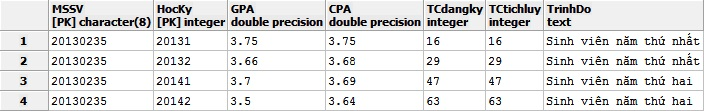 MSSV HocKy GPA CPA TCdangky TCtichluy TrinhDo
[PK] character(8) [PK] integer double precision double precision integer integer text
1 20130235 20131 3.75 3.75 16 16 Sinh viên năm thứ nhất
2 20130235 20132 3.66 3.68 29 29 Sinh viên năm thứ nhất
3 20130235 20141 3.7 3.69 47 47 Sinh viên năm thứ hai
4 20130235 20142 3.5 3.64 63 63 Sinh viên năm thứ hai